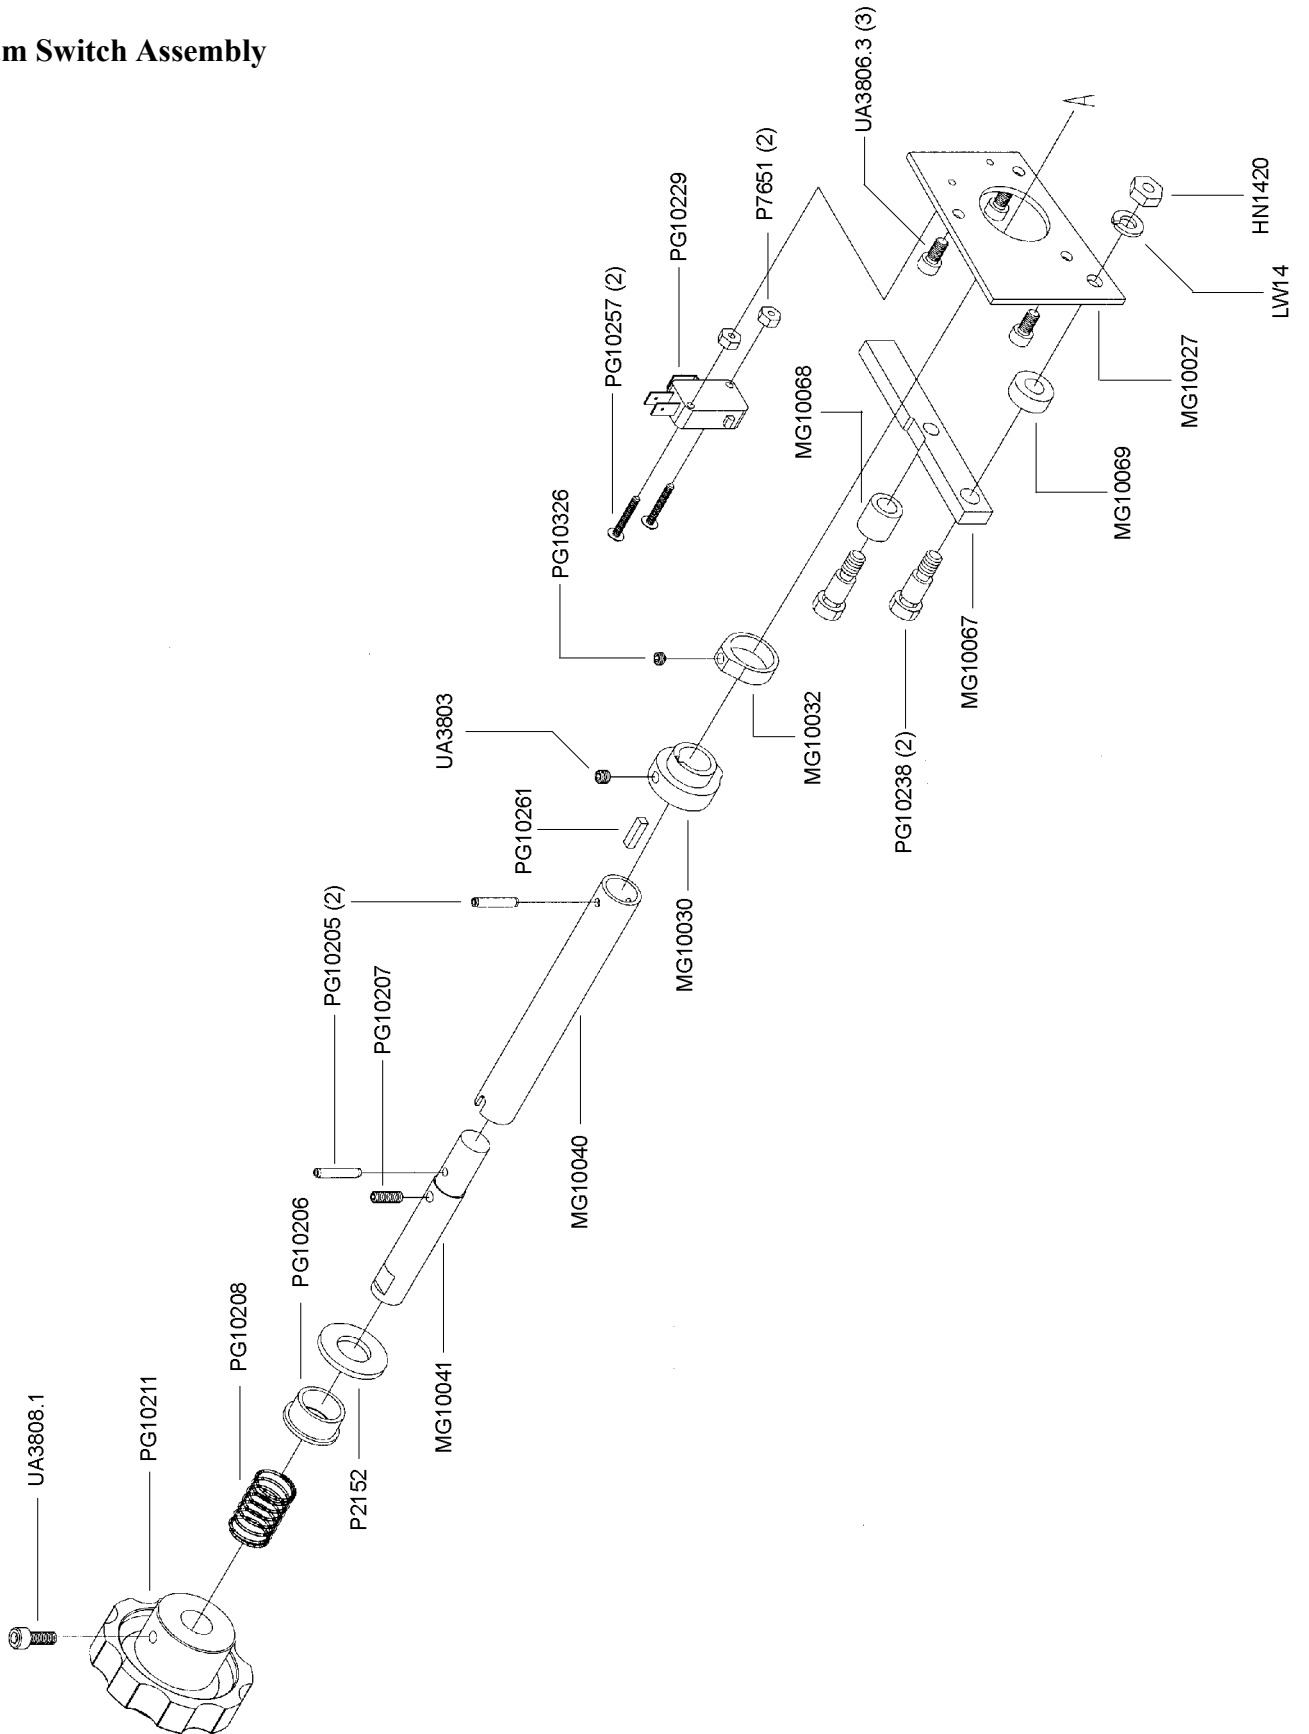 m Switch Assembly
UA3806.3 (3)
P7651 (2)
PG10229
PG10257 (2)
HN1420
LW14
MG10027
MG10069
MG10068
MG10067
PG10238 (2)
PG10326
MG10032
UA3803
PG10261
MG10030
PG10205 (2)
PG10207
MG10040
PG10206
MG10041
PG10208
P2152
PG10211
UA3808.1
A